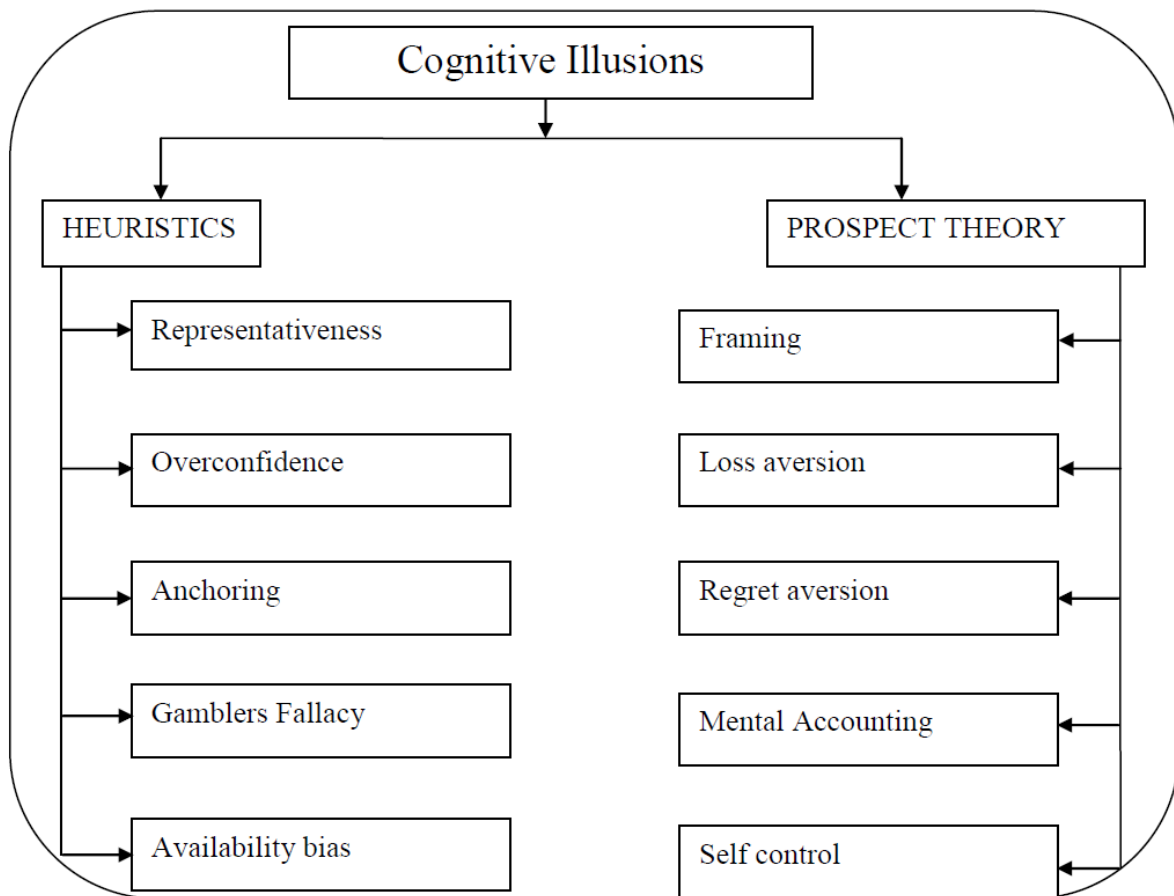 Cognitive Illusions
HEURISTICS
PROSPECT THEORY
Representativeness
Framing
Overconfidence
Loss aversion
Anchoring
Regret aversion
Gamblers Fallacy
Mental Accounting
Availability bias
Self control